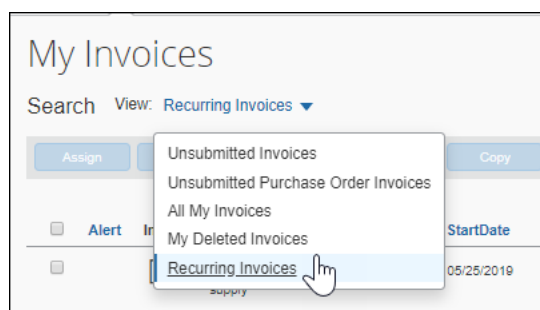 My Invoices
Search View: Recurring Invoices
Assign
Copy
Unsubmitted Invoices
Unsubmitted Purchase Order Invoices
All My Invoices
My Deleted Invoices
Recurring Invoices
Alert
StartDate
05/25/2019
supply